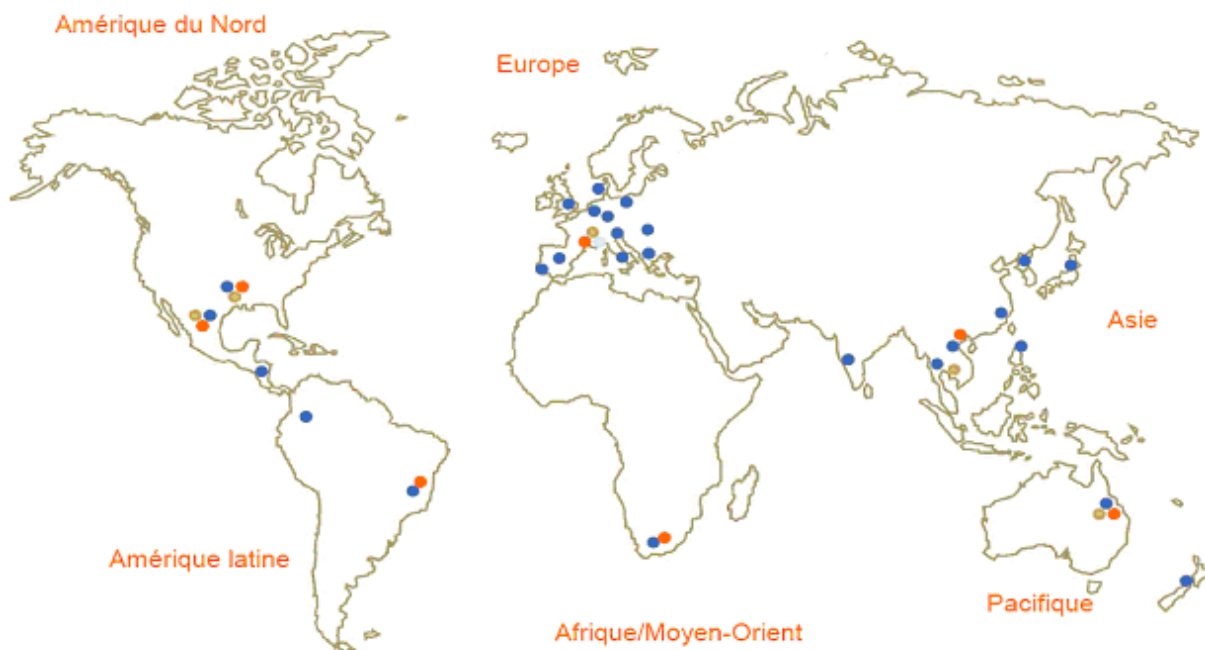 Amérique du Nord
Europe
Asie
Amérique latine
Pacifique
Afrique/Moyen-Orient